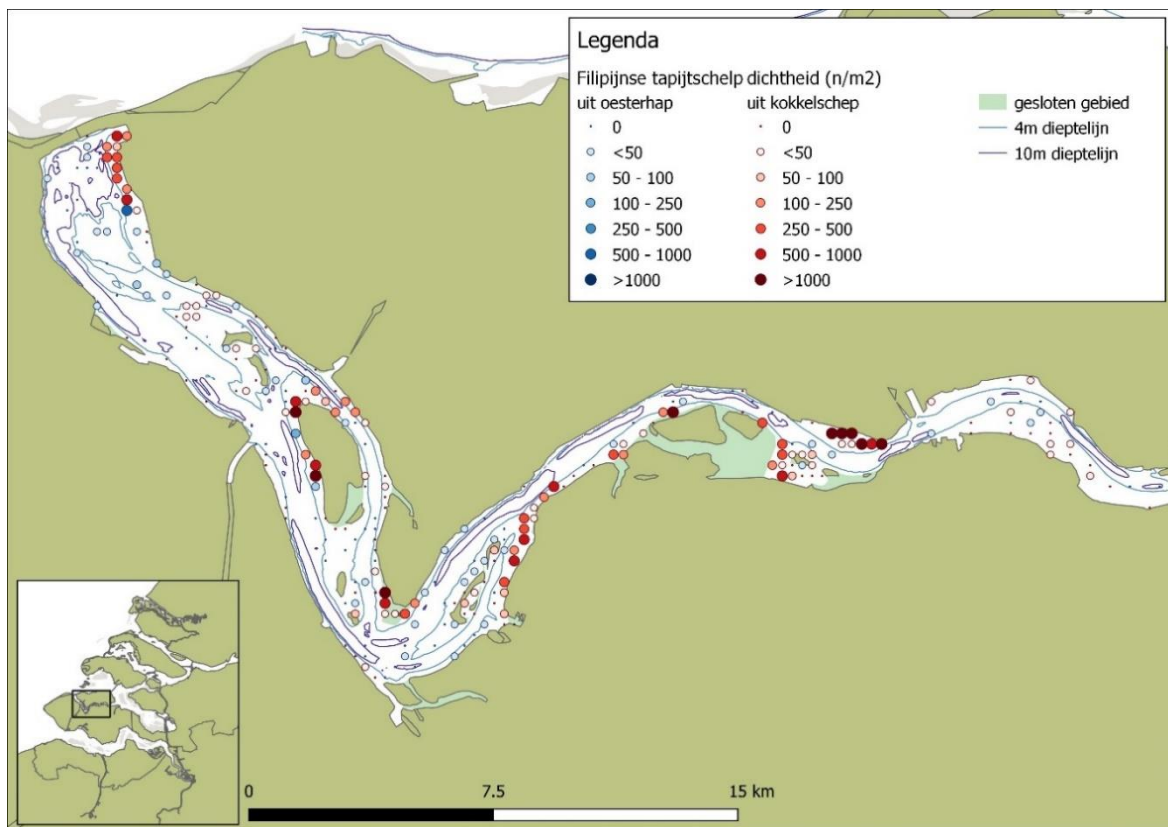 Legenda
Filipijnse tapijtschelp dichtheid (n/m2)
uit oesterhap
0
<50
50 - 100
100 - 250
250 - 500
500 - 1000
>1000
uit kokkelschep
0
<50
50 - 100
100 - 250
250 - 500
500 - 1000
>1000
gesloten gebied
4m dieptelijn
10m dieptelijn
0
7.5
15 km